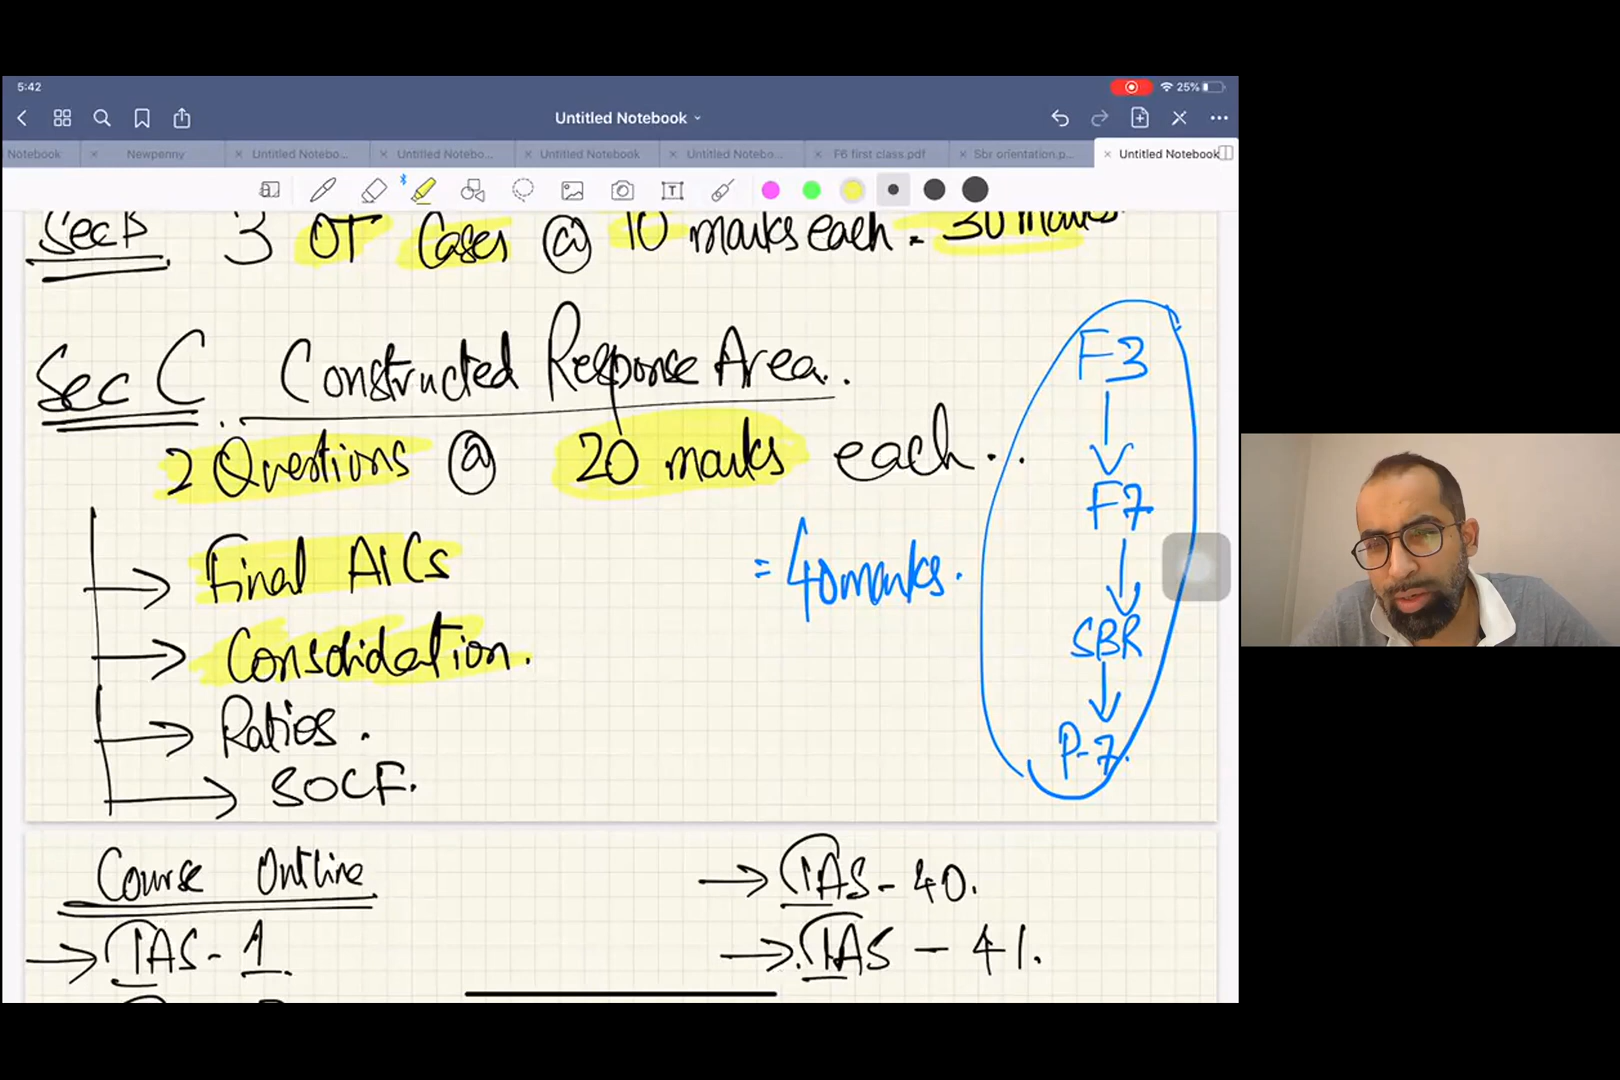 5:42
25%
Untitled Notebook
Notebook
Newpenny
Untitled Notebo...
Untitled Notebo...
Untitled Notebook
Untitled Notebo...
F6 first class.pdf
Sbr orientation.p...
Untitled Notebook
Sec B 3 OT Cases @ 10 marks each = 30 marks
Sec C Constructed Response Area..
2 Questions @ 20 marks each...
→ Final A/Cs
= 40 marks.
→ Consolidation.
→ Ratios.
→ SOCF.
F3
↓
F7
↓
SBR
↓
P-7.
Course Outline
→ IAS - 1
→ IAS - 40.
→ IAS - 41.